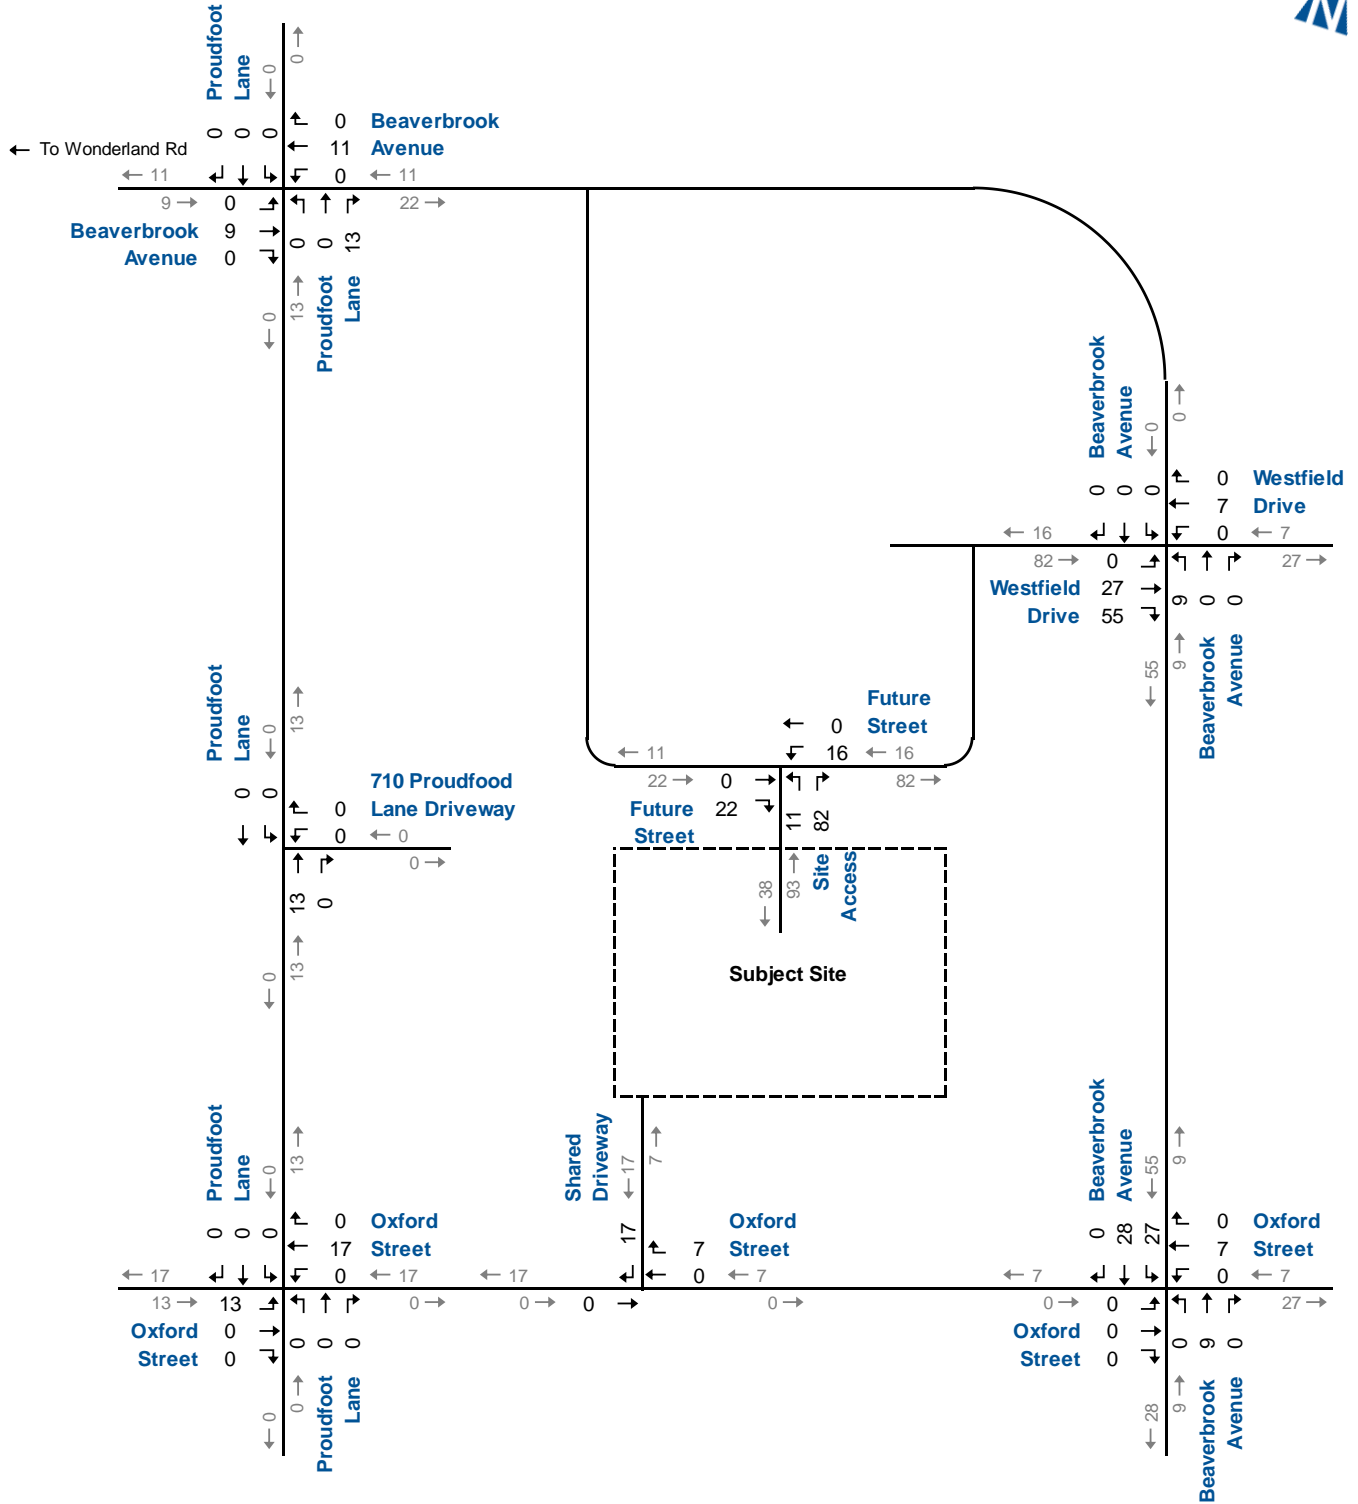 N
Proudfoot
Lane
0
0
0 0 0
0 Beaverbrook
11 Avenue
0
← To Wonderland Rd
← 11
← 11
9 →
22 →
0
Beaverbrook 9
Avenue 0
0 0 13
0
13
Proudfoot
Lane
Beaverbrook
Avenue
0
0
0 0 0
0 Westfield
7 Drive
0
← 16
← 7
82 →
27 →
0
Westfield 27
Drive 55
9 0 0
55
9
Beaverbrook
Avenue
Proudfoot
Lane
0
13
0 0
0 710 Proudfood
0 Lane Driveway
← 0
0 →
13 0
0
13
Future
Street
0
16
← 11
← 16
22 →
82 →
0
Future 22
Street
11 82
38
93
Site
Access
Subject Site
Proudfoot
Lane
0
13
0 0 0
0 Oxford
17 Street
0
← 17
← 17
13 →
0 →
13
Oxford 0
Street 0
0 0 0
0
0
Proudfoot
Lane
Shared
Driveway
17
7
17
Oxford
7 Street
0
← 17
← 7
0 →
0 →
0
Beaverbrook
Avenue
55
9
0 28 27
0 Oxford
7 Street
0
← 7
← 7
0 →
27 →
0
Oxford 0
Street 0
0 9 0
28
9
Beaverbrook
Avenue